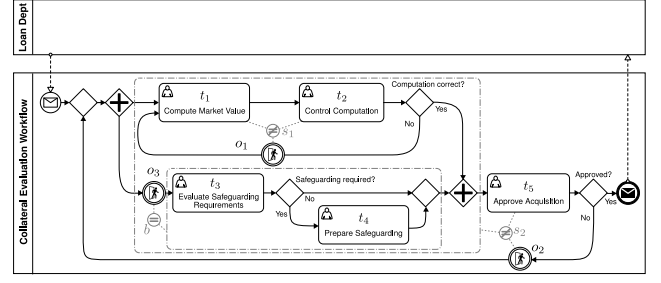 Loan Dept
Collateral Evaluation Workflow
t₁
Compute Market Value
t₂
Control Computation
Computation correct?
No
Yes
≠ s₁
o₁
o₃
t₃
Evaluate Safeguarding
Requirements
Safeguarding required?
No
Yes
t₄
Prepare Safeguarding
= b
t₅
Approve Acquisition
Approved?
Yes
No
≠ s₂
o₂